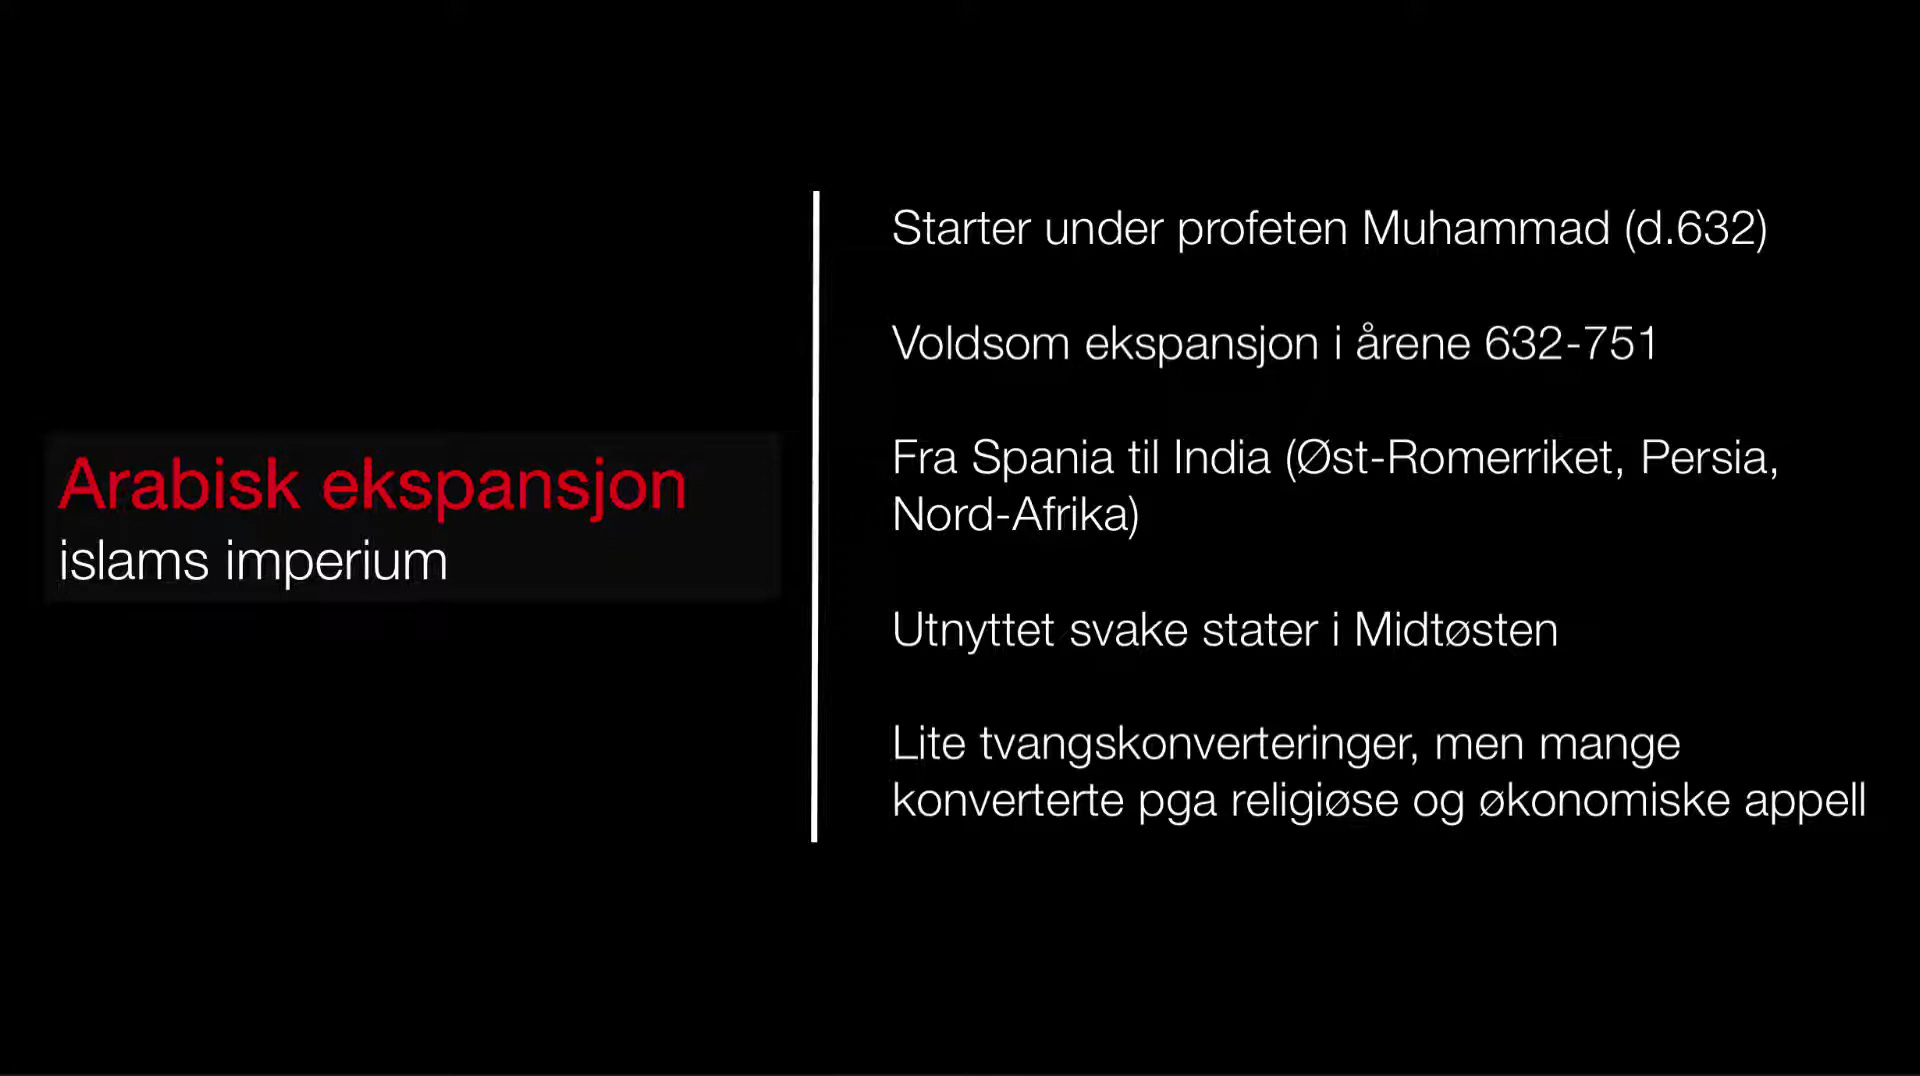 Arabisk ekspansjon
islams imperium
Starter under profeten Muhammad (d.632)
Voldsom ekspansjon i årene 632-751
Fra Spania til India (Øst-Romerriket, Persia,
Nord-Afrika)
Utnyttet svake stater i Midtøsten
Lite tvangskonverteringer, men mange
konverterte pga religiøse og økonomiske appell